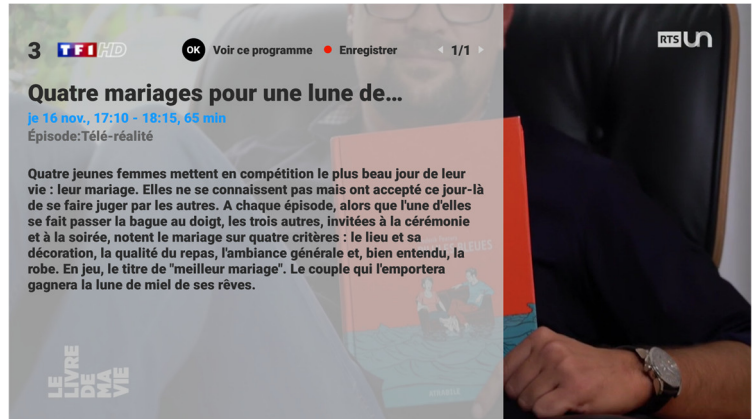 3 TF1 HD OK Voir ce programme Enregistrer 1/1
RTS UN
Quatre mariages pour une lune de...
je 16 nov., 17:10 - 18:15, 65 min
Épisode:Télé-réalité
Quatre jeunes femmes mettent en compétition le plus beau jour de leur
vie : leur mariage. Elles ne se connaissent pas mais ont accepté ce jour-là
de se faire juger par les autres. A chaque épisode, alors que l'une d'elles
se fait passer la bague au doigt, les trois autres, invitées à la cérémonie
et à la soirée, notent le mariage sur quatre critères : le lieu et sa
décoration, la qualité du repas, l'ambiance générale et, bien entendu, la
robe. En jeu, le titre de "meilleur mariage". Le couple qui l'emportera
gagnera la lune de miel de ses rêves.
BLEUES
LE
LIVRE
DE
MA
VIE